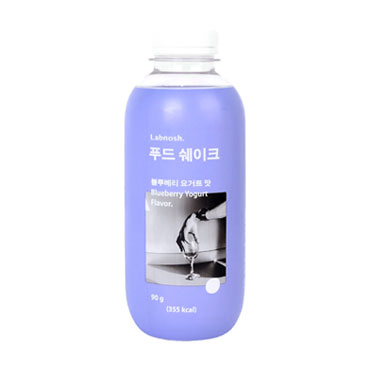 Labnosh.
푸드 쉐이크
블루베리 요거트 맛
Blueberry Yogurt
Flavor.
90 g
(355 kcal)